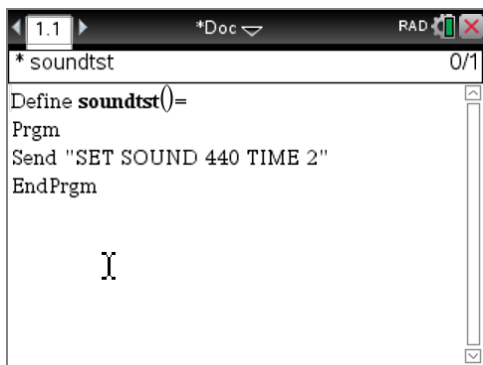 1.1 *Doc RAD
* soundtst 0/1
Define soundtst()=
Prgm
Send "SET SOUND 440 TIME 2"
EndPrgm